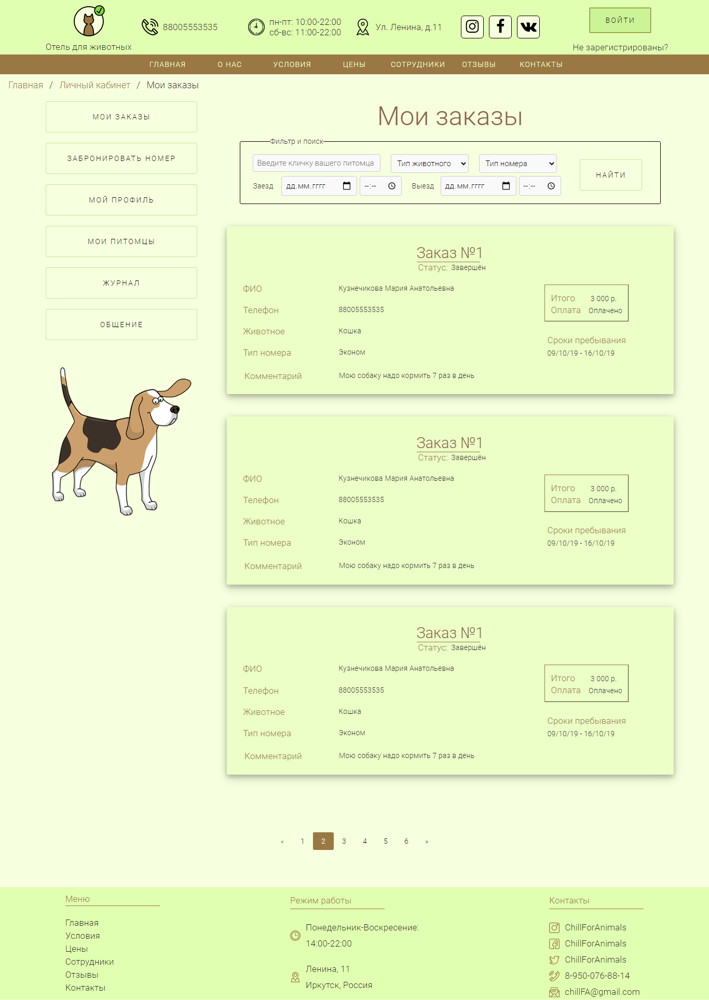 Отель для животных
88005553535
пн-пт: 10:00-22:00
сб-вс: 11:00-22:00
Ул. Ленина, д.11
ВОЙТИ
Не зарегистрированы?
ГЛАВНАЯ О НАС УСЛОВИЯ ЦЕНЫ СОТРУДНИКИ ОТЗЫВЫ КОНТАКТЫ
Главная / Личный кабинет / Мои заказы
МОИ ЗАКАЗЫ
ЗАБРОНИРОВАТЬ НОМЕР
МОЙ ПРОФИЛЬ
МОИ ПИТОМЦЫ
ЖУРНАЛ
ОБЩЕНИЕ
Мои заказы
Фильтр и поиск
Введите кличку вашего питомца Тип животного Тип номера
Заезд дд.мм.гггг --:-- Выезд дд.мм.гггг --:--
НАЙТИ
Заказ №1
Статус: Завершён
ФИО Кузнечикова Мария Анатольевна
Телефон 88005553535
Животное Кошка
Тип номера Эконом
Комментарий Мою собаку надо кормить 7 раз в день
Итого 3 000 р.
Оплата Оплачено
Сроки пребывания
09/10/19 - 16/10/19
Заказ №1
Статус: Завершён
ФИО Кузнечикова Мария Анатольевна
Телефон 88005553535
Животное Кошка
Тип номера Эконом
Комментарий Мою собаку надо кормить 7 раз в день
Итого 3 000 р.
Оплата Оплачено
Сроки пребывания
09/10/19 - 16/10/19
Заказ №1
Статус: Завершён
ФИО Кузнечикова Мария Анатольевна
Телефон 88005553535
Животное Кошка
Тип номера Эконом
Комментарий Мою собаку надо кормить 7 раз в день
Итого 3 000 р.
Оплата Оплачено
Сроки пребывания
09/10/19 - 16/10/19
« 1 2 3 4 5 6 »
Меню
Главная
Условия
Цены
Сотрудники
Отзывы
Контакты
Режим работы
Понедельник-Воскресение:
14:00-22:00
Ленина, 11
Иркутск, Россия
Контакты
ChillForAnimals
ChillForAnimals
ChillForAnimals
8-950-076-88-14
chillFA@gmail.com